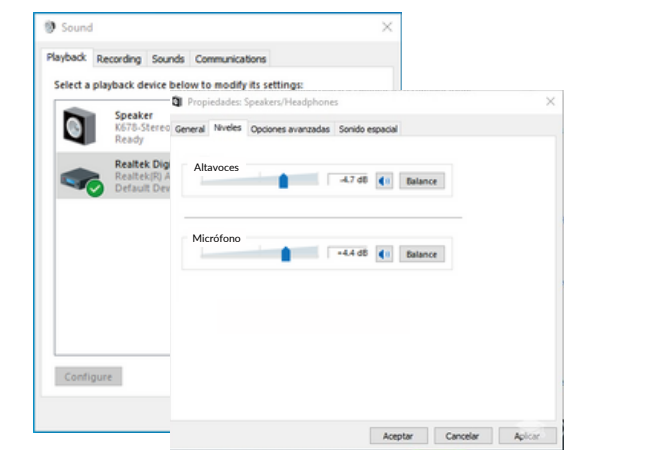 Sound
Playback Recording Sounds Communications
Select a playback device below to modify its settings:
Speaker
K678-Stereo
Ready
Realtek Dig
Realtek(R) A
Default Dev
Configure
Propiedades: Speakers/Headphones
General Niveles Opciones avanzadas Sonido espacial
Altavoces
-4.7 dB Balance
Micrófono
+4.4 dB Balance
Aceptar Cancelar Aplicar